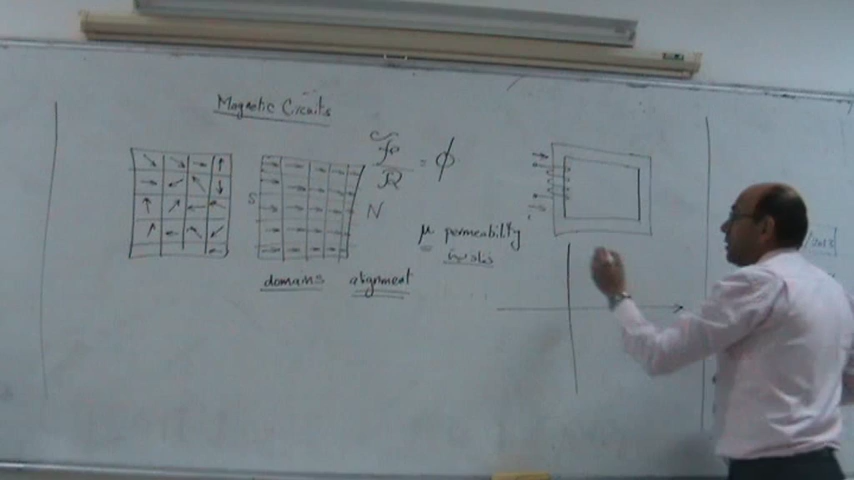 Magnetic Circuits
= ϕ
S
N
μ permeability
domains alignment